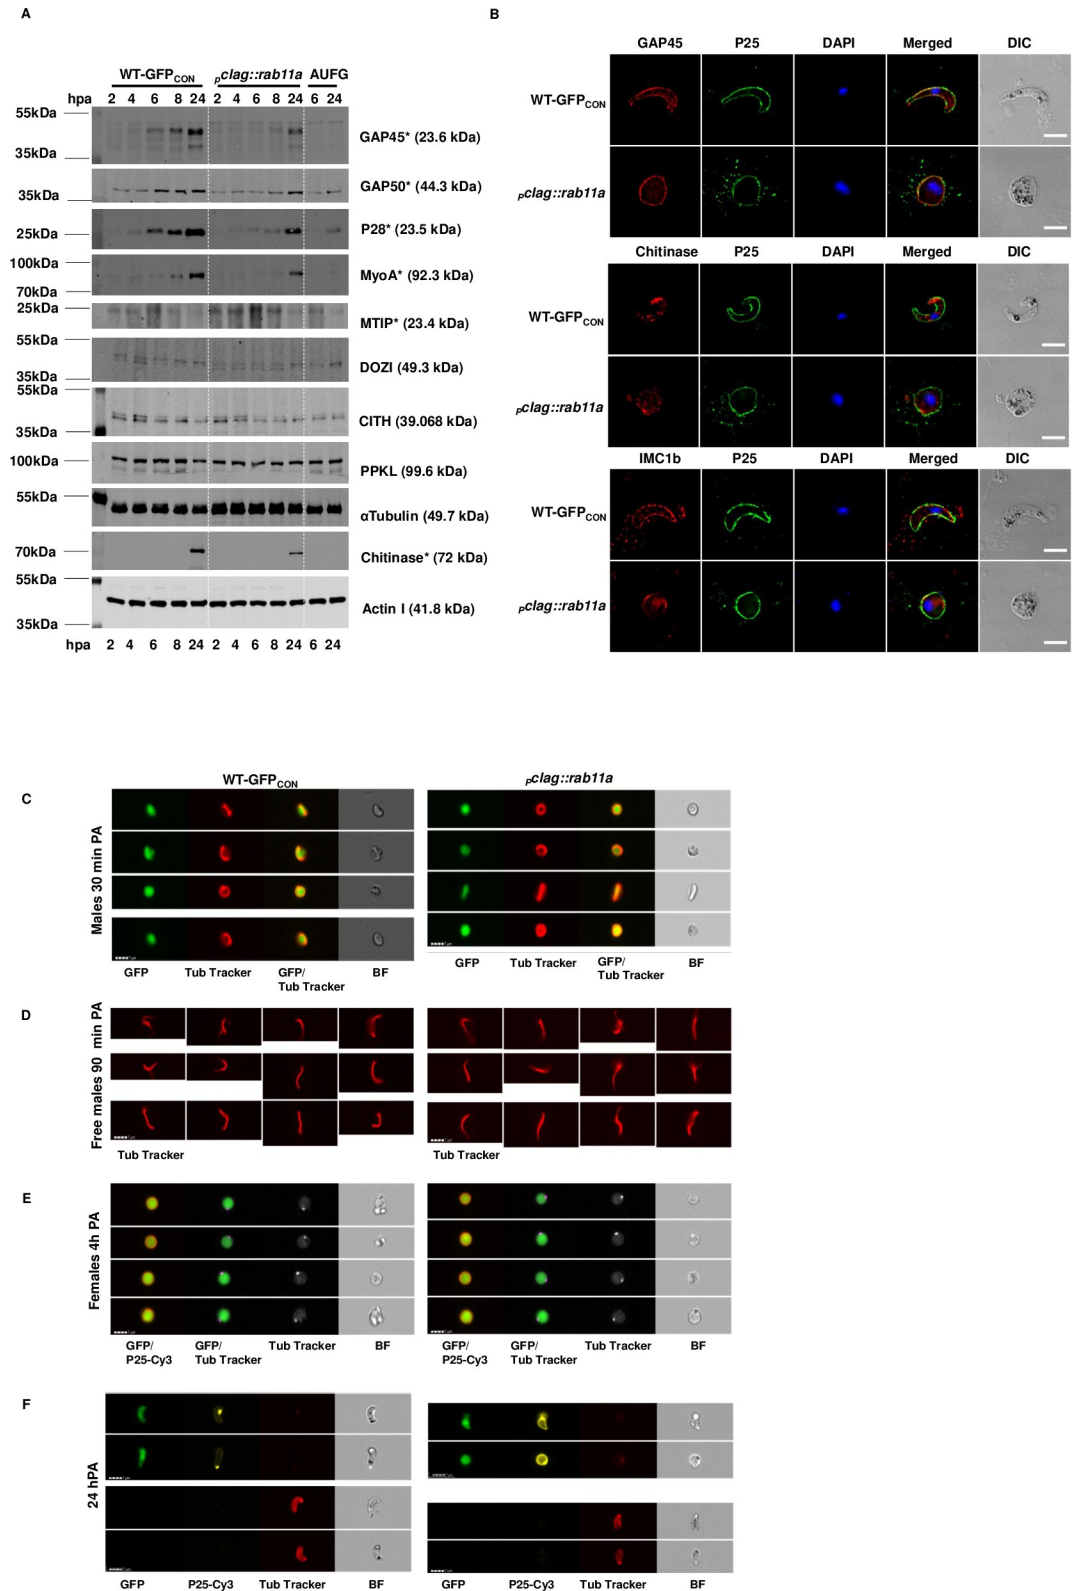 A
WT-GFPCON pclag::rab11a AUFG
hpa 2 4 6 8 24 2 4 6 8 24 6 24
55kDa
35kDa
GAP45* (23.6 kDa)
35kDa
GAP50* (44.3 kDa)
25kDa
P28* (23.5 kDa)
100kDa
70kDa
MyoA* (92.3 kDa)
25kDa
MTIP* (23.4 kDa)
55kDa
35kDa
DOZI (49.3 kDa)
55kDa
35kDa
CITH (39.068 kDa)
100kDa
PPKL (99.6 kDa)
55kDa
αTubulin (49.7 kDa)
70kDa
Chitinase* (72 kDa)
55kDa
35kDa
Actin I (41.8 kDa)
hpa 2 4 6 8 24 2 4 6 8 24 6 24
B
GAP45 P25 DAPI Merged DIC
WT-GFPCON
pclag::rab11a
Chitinase P25 DAPI Merged DIC
WT-GFPCON
pclag::rab11a
IMC1b P25 DAPI Merged DIC
WT-GFPCON
pclag::rab11a
WT-GFPCON pclag::rab11a
C
Males 30 min PA
GFP Tub Tracker GFP/ Tub Tracker BF
GFP Tub Tracker GFP/ Tub Tracker BF
D
Free males 90 min PA
Tub Tracker
Tub Tracker
E
Females 4h PA
GFP/ P25-Cy3 GFP/ Tub Tracker Tub Tracker BF
GFP/ P25-Cy3 GFP/ Tub Tracker Tub Tracker BF
F
24 hPA
GFP P25-Cy3 Tub Tracker BF
GFP P25-Cy3 Tub Tracker BF